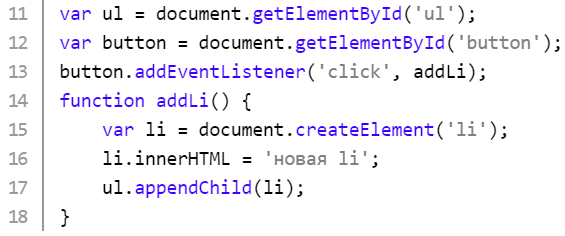 11 var ul = document.getElementById('ul');
12 var button = document.getElementById('button');
13 button.addEventListener('click', addLi);
14 function addLi() {
15     var li = document.createElement('li');
16     li.innerHTML = 'новая li';
17     ul.appendChild(li);
18 }